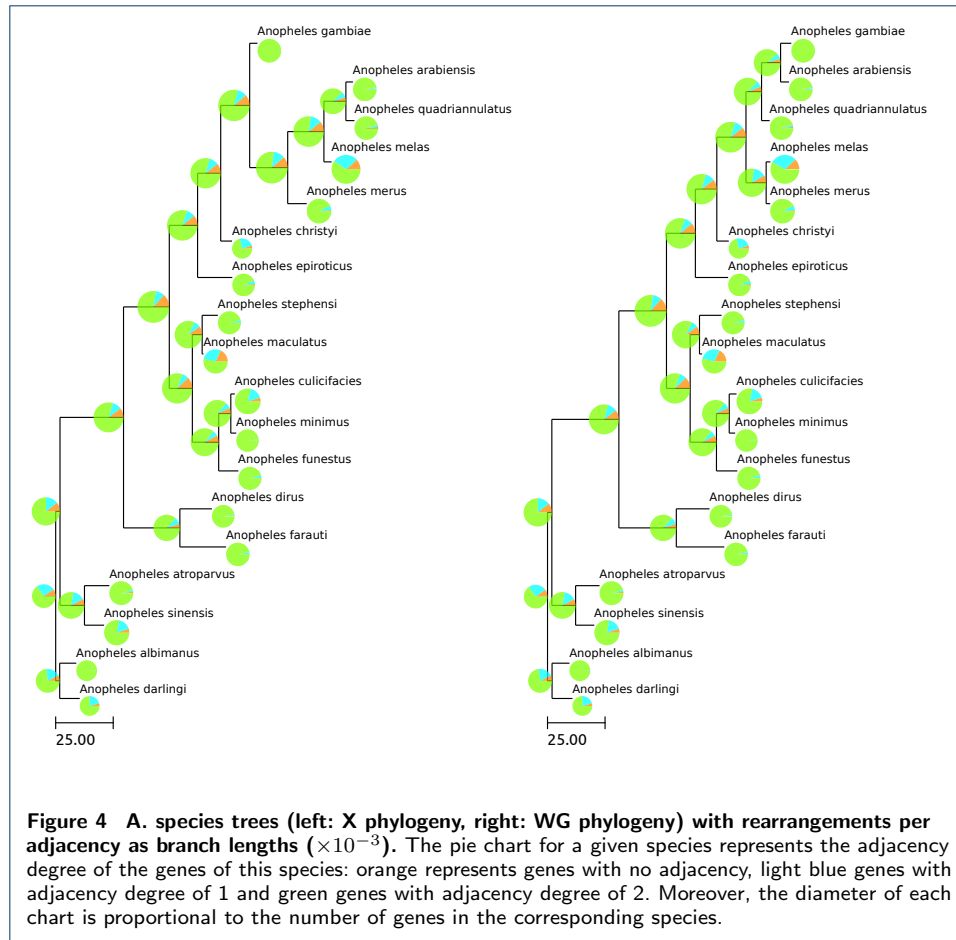 Anopheles gambiae
Anopheles arabiensis
Anopheles quadriannulatus
Anopheles melas
Anopheles merus
Anopheles christyi
Anopheles epiroticus
Anopheles stephensi
Anopheles maculatus
Anopheles culicifacies
Anopheles minimus
Anopheles funestus
Anopheles dirus
Anopheles farauti
Anopheles atroparvus
Anopheles sinensis
Anopheles albimanus
Anopheles darlingi
25.00
Anopheles gambiae
Anopheles arabiensis
Anopheles quadriannulatus
Anopheles melas
Anopheles merus
Anopheles christyi
Anopheles epiroticus
Anopheles stephensi
Anopheles maculatus
Anopheles culicifacies
Anopheles minimus
Anopheles funestus
Anopheles dirus
Anopheles farauti
Anopheles atroparvus
Anopheles sinensis
Anopheles albimanus
Anopheles darlingi
25.00
Figure 4 A. species trees (left: X phylogeny, right: WG phylogeny) with rearrangements per
adjacency as branch lengths (×10⁻³). The pie chart for a given species represents the adjacency
degree of the genes of this species: orange represents genes with no adjacency, light blue genes with
adjacency degree of 1 and green genes with adjacency degree of 2. Moreover, the diameter of each
chart is proportional to the number of genes in the corresponding species.